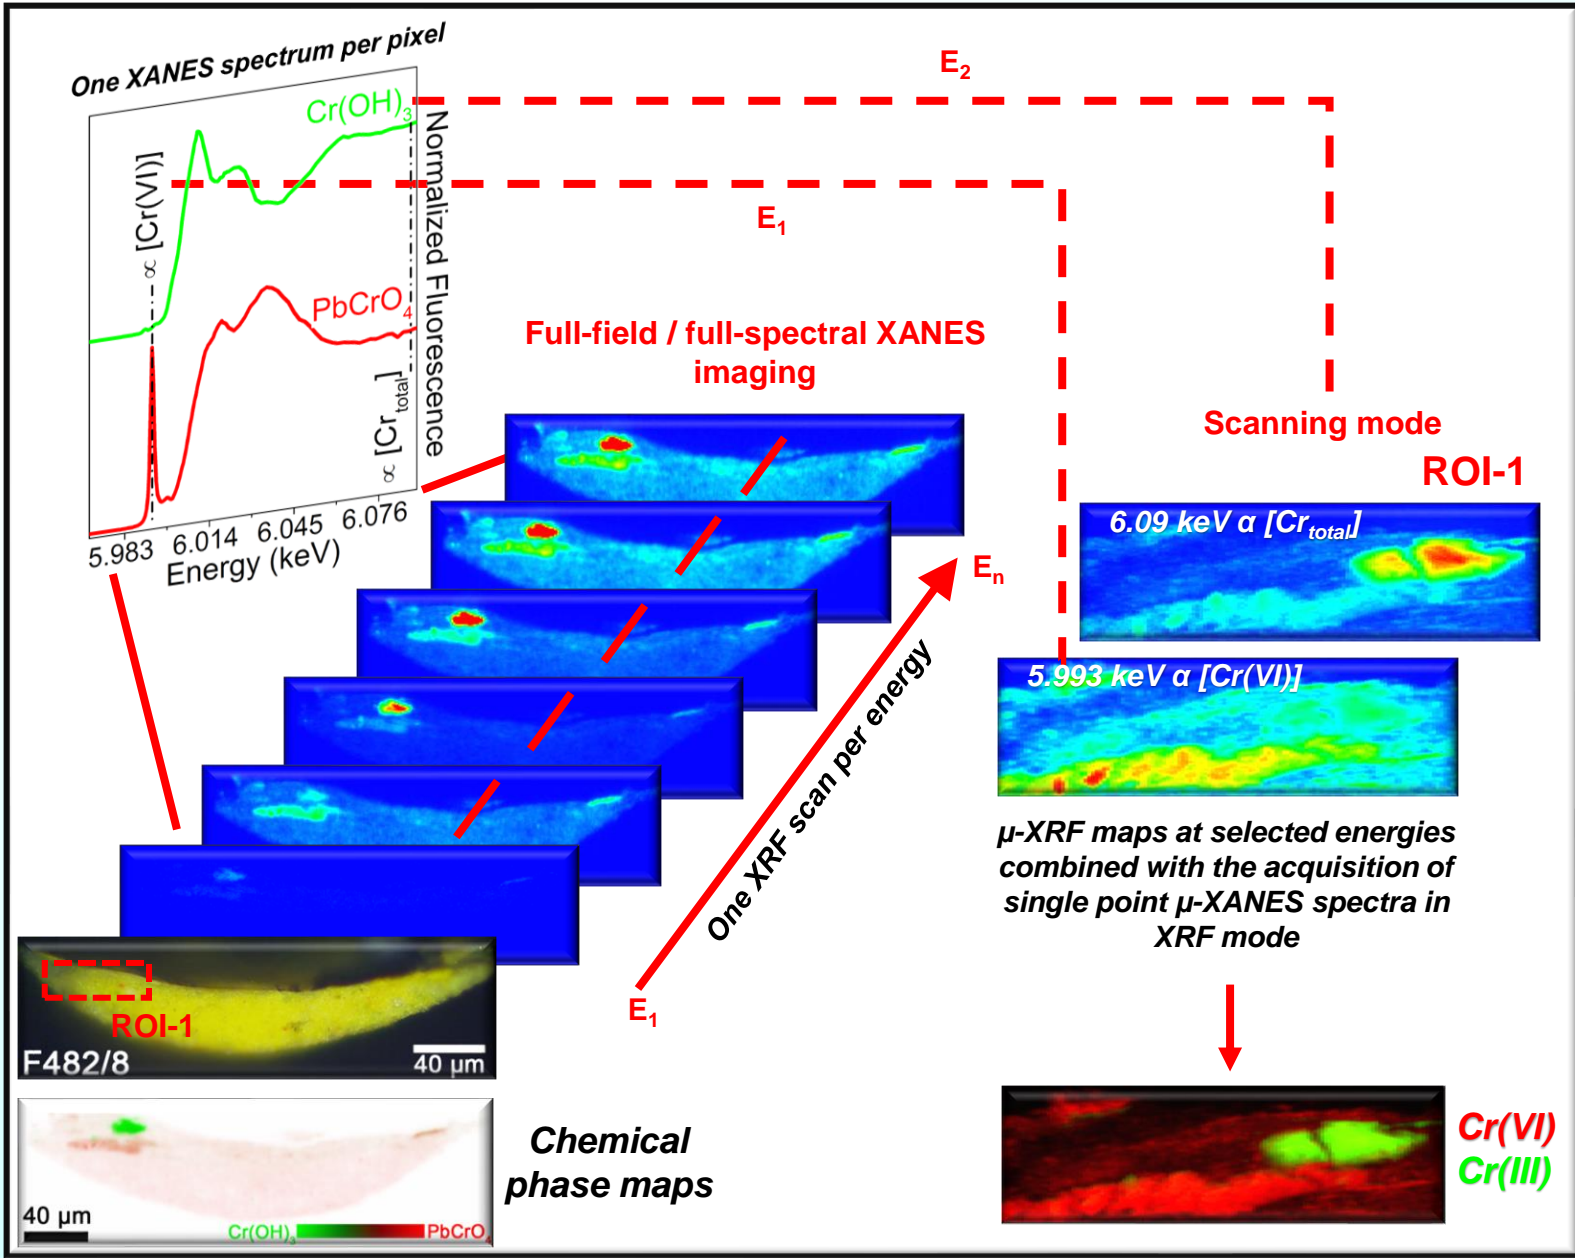 One XANES spectrum per pixel
Cr(OH)3
∝ [Cr(VI)]
PbCrO4
∝ [Crtotal]
Normalized Fluorescence
5.983 6.014 6.045 6.076
Energy (keV)
E2
E1
Full-field / full-spectral XANES
imaging
Scanning mode
ROI-1
6.09 keV α [Crtotal]
5.993 keV α [Cr(VI)]
En
One XRF scan per energy
E1
μ-XRF maps at selected energies
combined with the acquisition of
single point μ-XANES spectra in
XRF mode
ROI-1
F482/8
40 μm
Chemical
phase maps
40 μm
Cr(OH)3 PbCrO4
Cr(VI)
Cr(III)